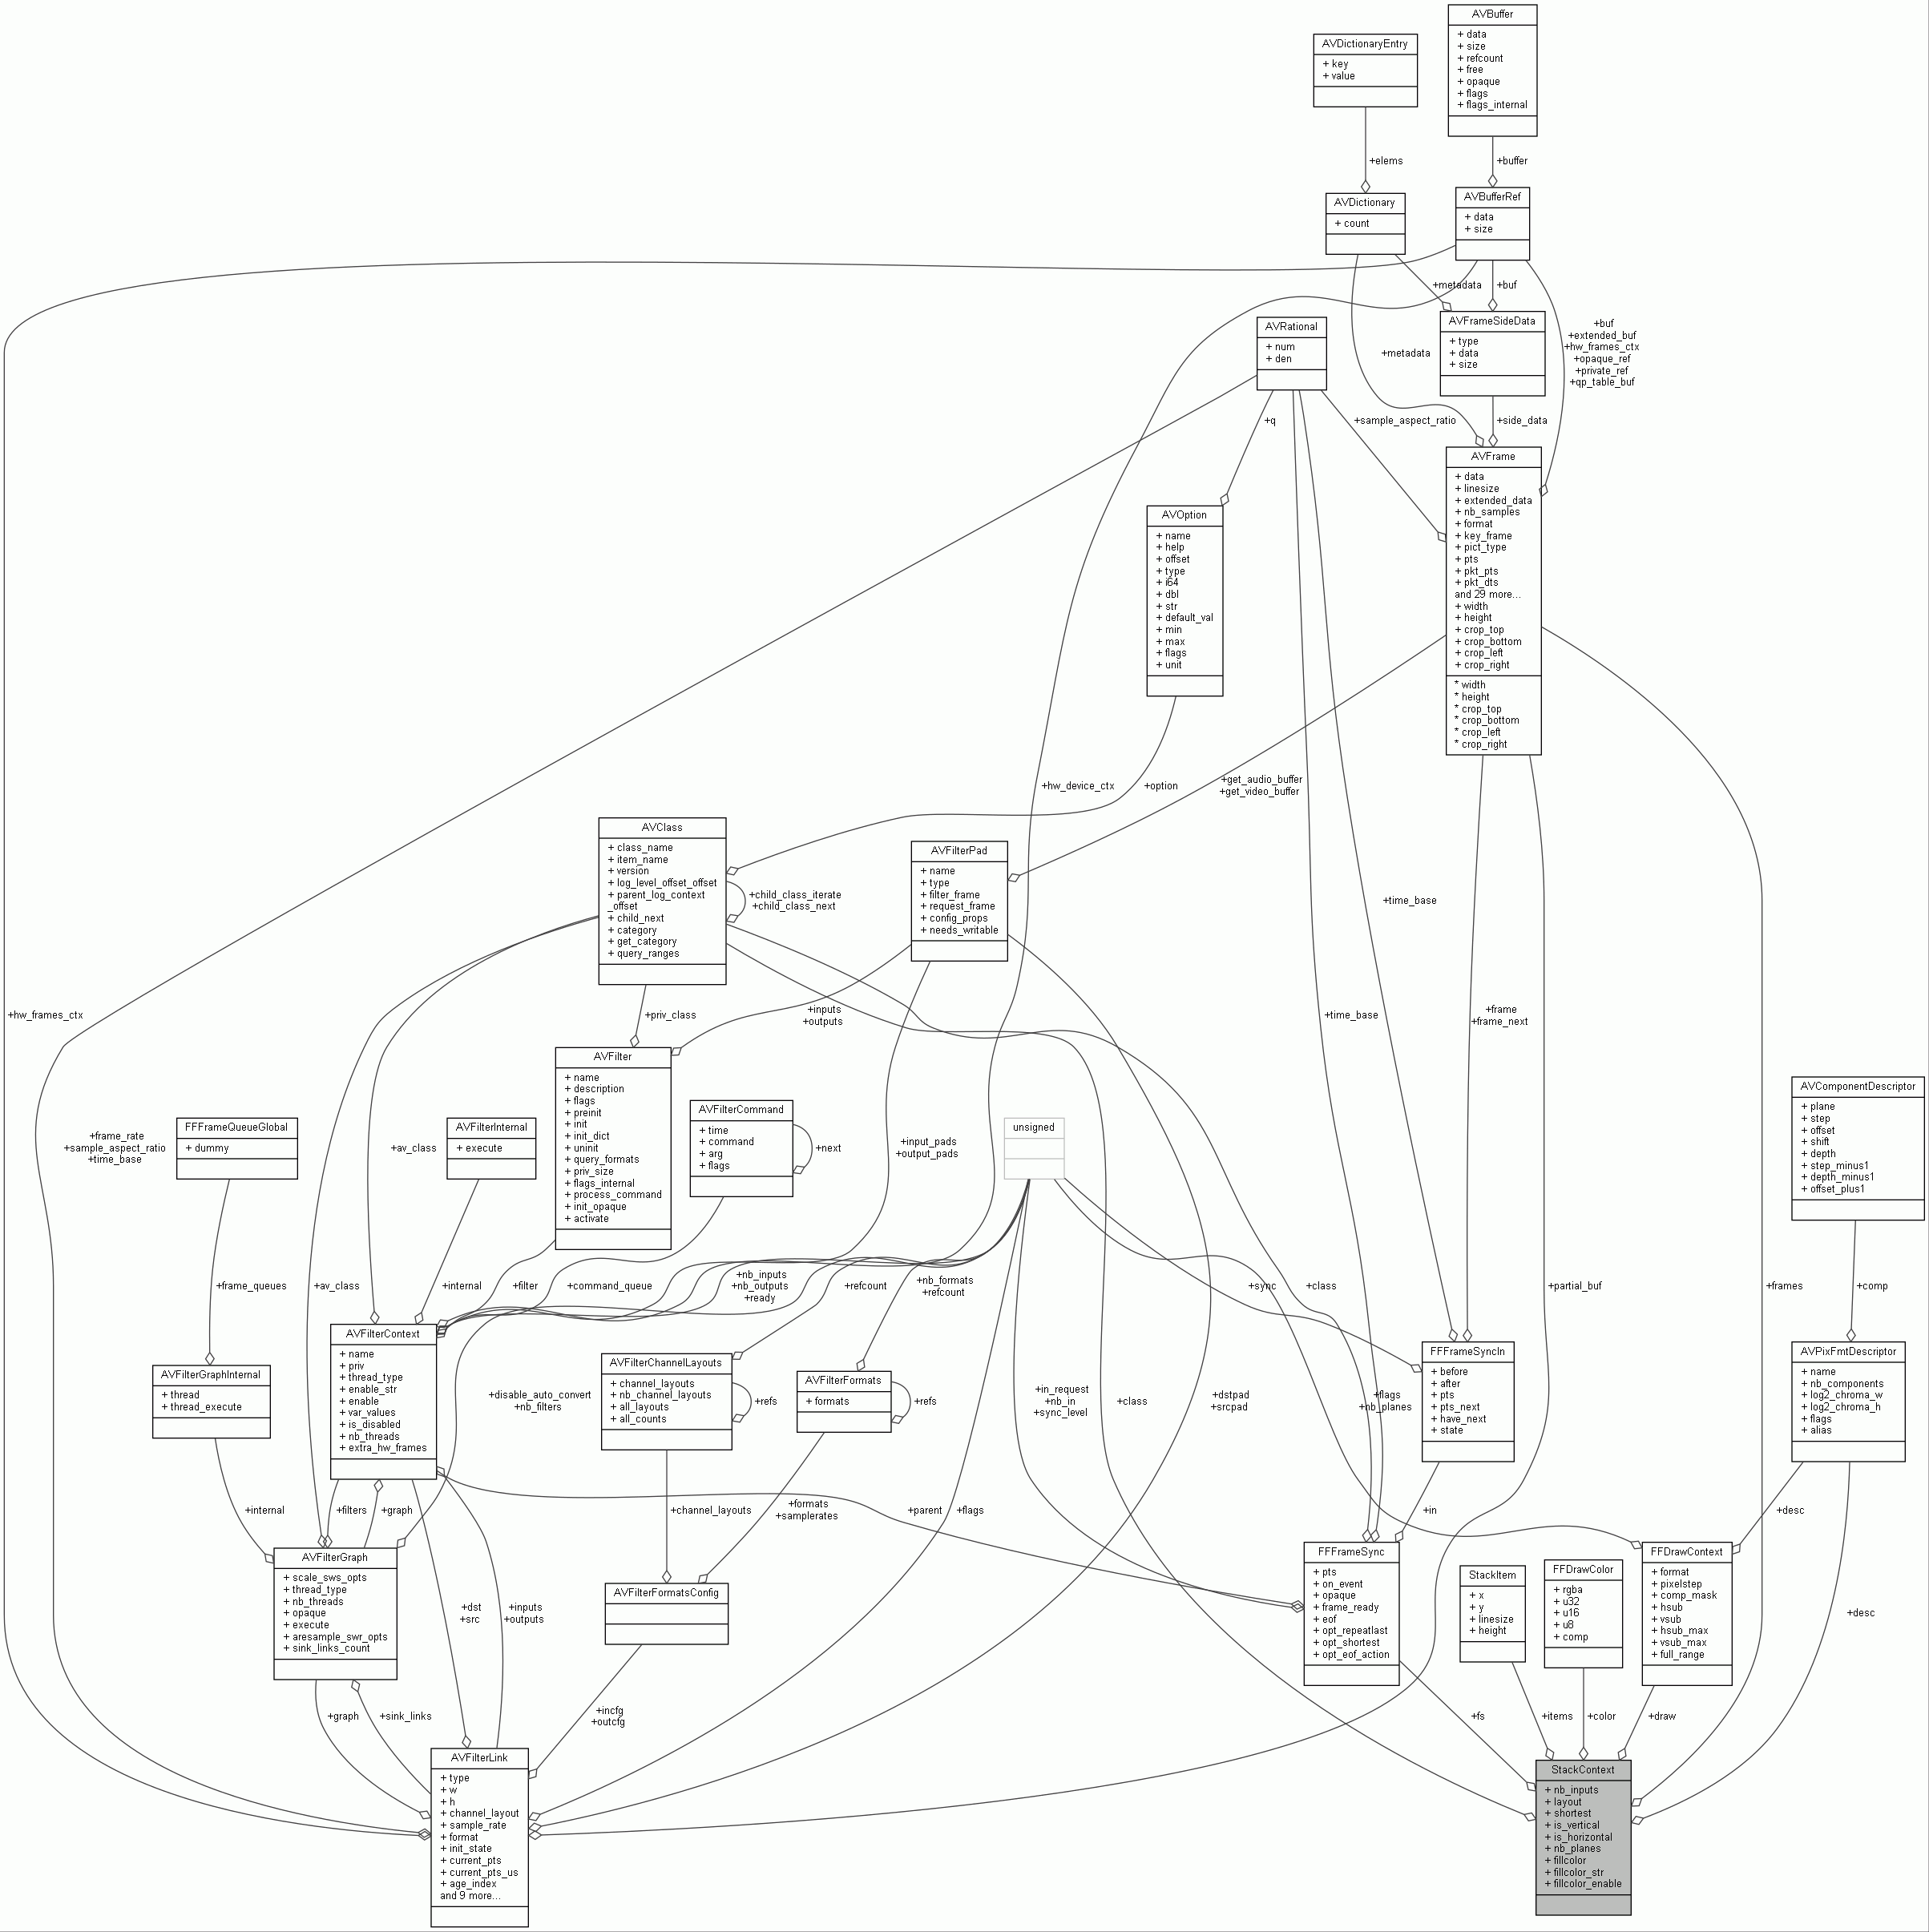 AVBuffer
+ data
+ size
+ refcount
+ free
+ opaque
+ flags
+ flags_internal
AVDictionaryEntry
+ key
+ value
+elems
+buffer
AVDictionary
+ count
AVBufferRef
+ data
+ size
+metadata
+buf
AVFrameSideData
+ type
+ data
+ size
AVRational
+ num
+ den
+buf
+extended_buf
+hw_frames_ctx
+opaque_ref
+private_ref
+qp_table_buf
+metadata
+q
+sample_aspect_ratio
+side_data
AVFrame
+ data
+ linesize
+ extended_data
+ nb_samples
+ format
+ key_frame
+ pict_type
+ pts
+ pkt_pts
+ pkt_dts
and 29 more...
+ width
+ height
+ crop_top
+ crop_bottom
+ crop_left
+ crop_right
* width
* height
* crop_top
* crop_bottom
* crop_left
* crop_right
AVOption
+ name
+ help
+ offset
+ type
+ i64
+ dbl
+ str
+ default_val
+ min
+ max
+ flags
+ unit
+hw_device_ctx
+option
+get_audio_buffer
+get_video_buffer
AVClass
+ class_name
+ item_name
+ version
+ log_level_offset_offset
+ parent_log_context
_offset
+ child_next
+ category
+ get_category
+ query_ranges
+child_class_iterate
+child_class_next
AVFilterPad
+ name
+ type
+ filter_frame
+ request_frame
+ config_props
+ needs_writable
+time_base
+hw_frames_ctx
+priv_class
+inputs
+outputs
+time_base
+frame
+frame_next
AVFilter
+ name
+ description
+ flags
+ preinit
+ init
+ init_dict
+ uninit
+ query_formats
+ priv_size
+ flags_internal
+ process_command
+ init_opaque
+ activate
AVComponentDescriptor
+ plane
+ step
+ offset
+ shift
+ depth
+ step_minus1
+ depth_minus1
+ offset_plus1
+frame_rate
+sample_aspect_ratio
+time_base
FFFrameQueueGlobal
+ dummy
+av_class
AVFilterInternal
+ execute
AVFilterCommand
+ time
+ command
+ arg
+ flags
+next
+input_pads
+output_pads
unsigned
+frame_queues
+av_class
+internal
+filter
+command_queue
+nb_inputs
+nb_outputs
+ready
+refcount
+nb_formats
+refcount
+sync
+class
+partial_buf
+frames
+comp
AVFilterContext
+ name
+ priv
+ thread_type
+ enable_str
+ enable
+ var_values
+ is_disabled
+ nb_threads
+ extra_hw_frames
AVFilterGraphInternal
+ thread
+ thread_execute
+disable_auto_convert
+nb_filters
AVFilterChannelLayouts
+ channel_layouts
+ nb_channel_layouts
+ all_layouts
+ all_counts
+refs
AVFilterFormats
+ formats
+refs
+in_request
+nb_in
+sync_level
+class
+dstpad
+srcpad
+flags
+nb_planes
FFFrameSyncIn
+ before
+ after
+ pts
+ pts_next
+ have_next
+ state
AVPixFmtDescriptor
+ name
+ nb_components
+ log2_chroma_w
+ log2_chroma_h
+ flags
+ alias
+internal
+filters
+graph
+channel_layouts
+formats
+samplerates
+parent
+flags
+in
+desc
AVFilterGraph
+ scale_sws_opts
+ thread_type
+ nb_threads
+ opaque
+ execute
+ aresample_swr_opts
+ sink_links_count
+dst
+src
+inputs
+outputs
AVFilterFormatsConfig
FFFrameSync
+ pts
+ on_event
+ opaque
+ frame_ready
+ eof
+ opt_repeatlast
+ opt_shortest
+ opt_eof_action
StackItem
+ x
+ y
+ linesize
+ height
FFDrawColor
+ rgba
+ u32
+ u16
+ u8
+ comp
FFDrawContext
+ format
+ pixelstep
+ comp_mask
+ hsub
+ vsub
+ hsub_max
+ vsub_max
+ full_range
+desc
+graph
+sink_links
+incfg
+outcfg
+fs
+items
+color
+draw
AVFilterLink
+ type
+ w
+ h
+ channel_layout
+ sample_rate
+ format
+ init_state
+ current_pts
+ current_pts_us
+ age_index
and 9 more...
StackContext
+ nb_inputs
+ layout
+ shortest
+ is_vertical
+ is_horizontal
+ nb_planes
+ fillcolor
+ fillcolor_str
+ fillcolor_enable